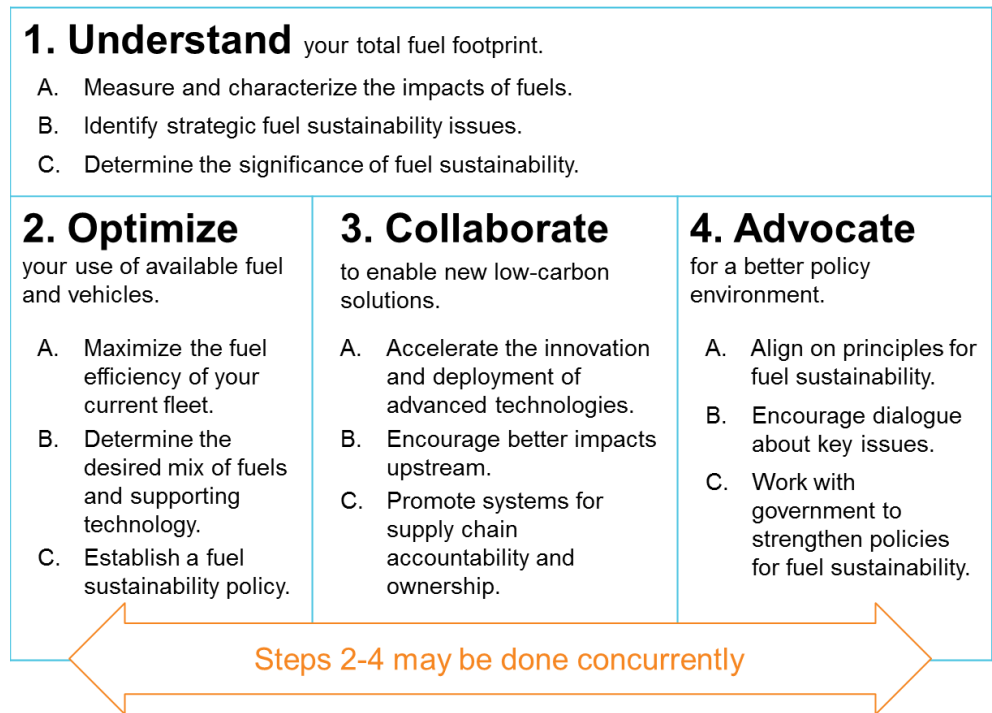 1. Understand your total fuel footprint.
A. Measure and characterize the impacts of fuels.
B. Identify strategic fuel sustainability issues.
C. Determine the significance of fuel sustainability.
2. Optimize
your use of available fuel
and vehicles.
A. Maximize the fuel
efficiency of your
current fleet.
B. Determine the
desired mix of fuels
and supporting
technology.
C. Establish a fuel
sustainability policy.
3. Collaborate
to enable new low-carbon
solutions.
A. Accelerate the innovation
and deployment of
advanced technologies.
B. Encourage better impacts
upstream.
C. Promote systems for
supply chain
accountability and
ownership.
4. Advocate
for a better policy
environment.
A. Align on principles for
fuel sustainability.
B. Encourage dialogue
about key issues.
C. Work with
government to
strengthen policies
for fuel sustainability.
Steps 2-4 may be done concurrently